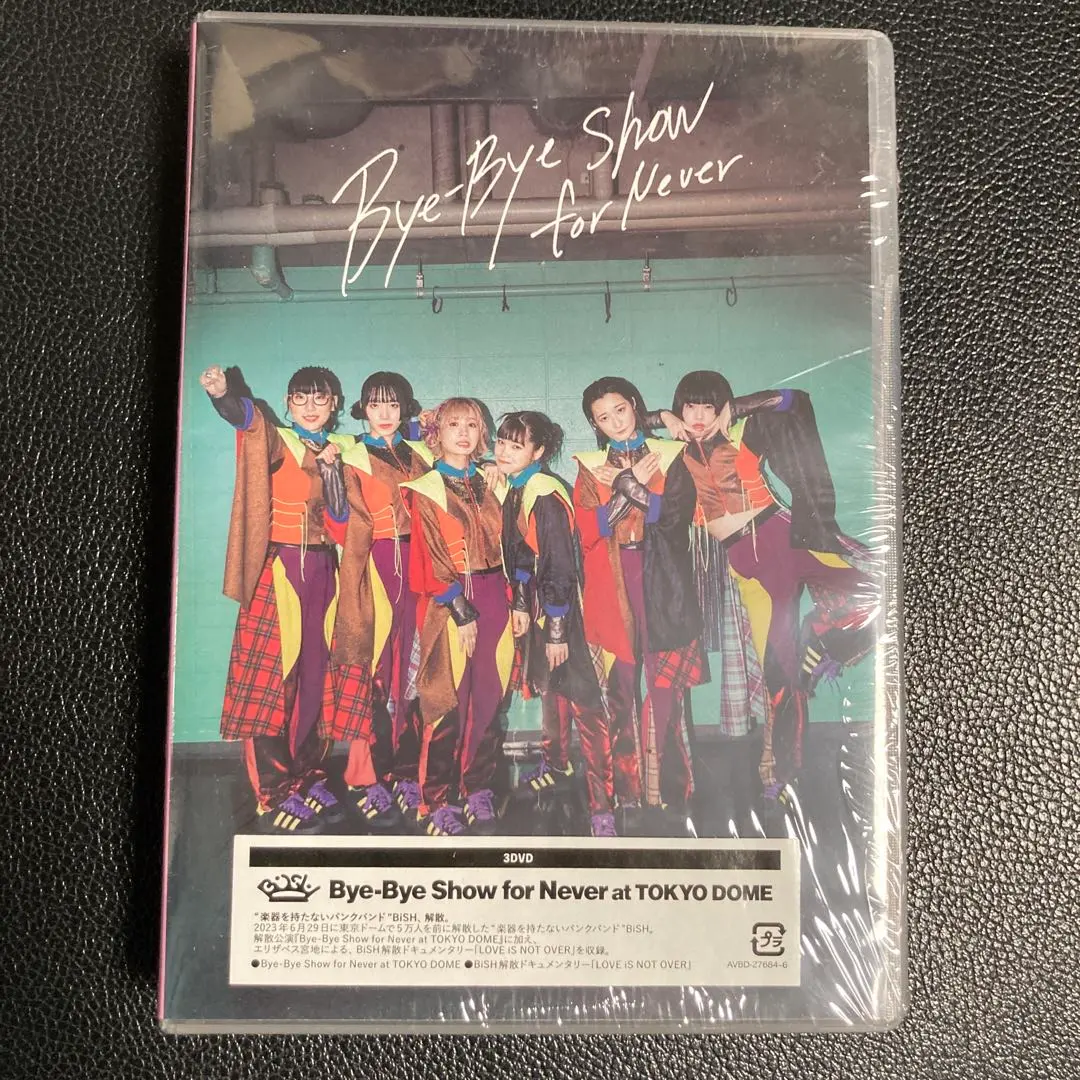 Bye-Bye Show
for Never
3DVD
BiSH
Bye-Bye Show for Never at TOKYO DOME
“楽器を持たないパンクバンド”BiSH、解散。
2023年6月29日に東京ドームで5万人を前に解散した“楽器を持たないパンクバンド”BiSH。
解散公演『Bye-Bye Show for Never at TOKYO DOME』に加え、
エリザベス宮地による、BiSH解散ドキュメンタリー「LOVE iS NOT OVER」を収録。
●Bye-Bye Show for Never at TOKYO DOME ●BiSH解散ドキュメンタリー「LOVE iS NOT OVER」
プラ
AVBD-27684-6